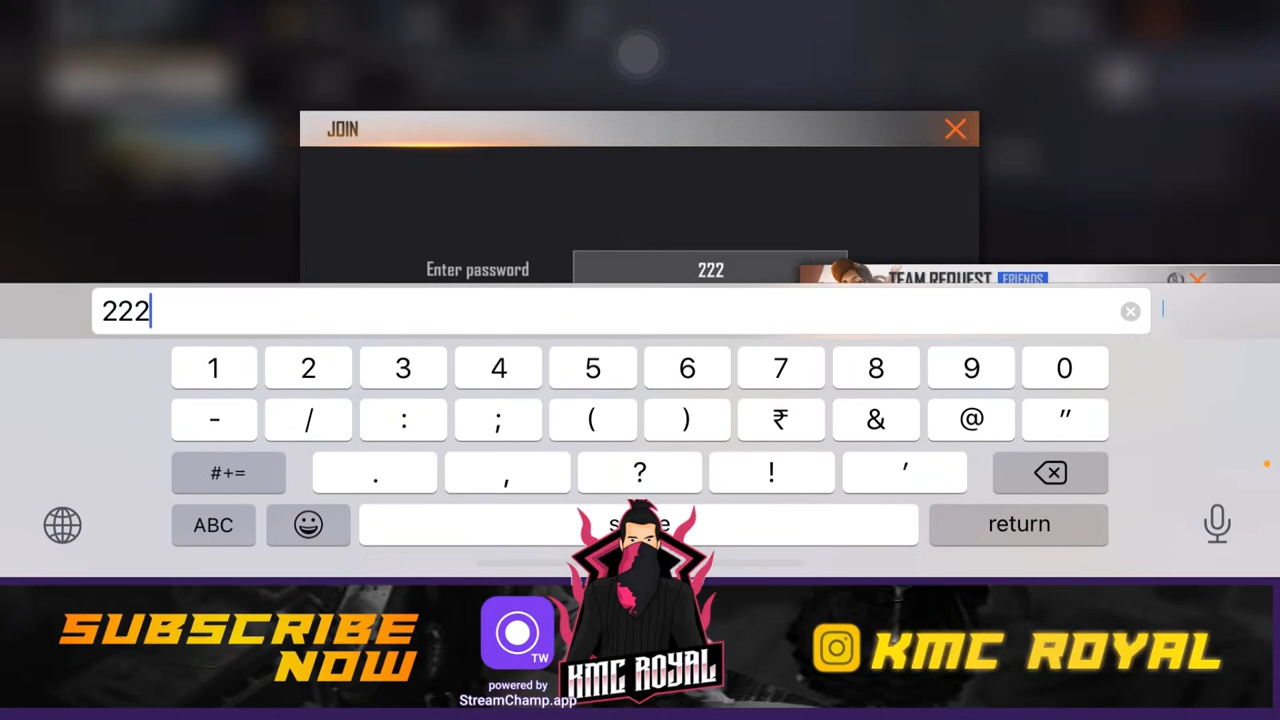 JOIN
Enter password 222
TEAM REQUEST FRIENDS
222
1 2 3 4 5 6 7 8 9 0
- / : ; ( ) ₹ & @ "
#+= . , ? ! '
ABC return
SUBSCRIBE
NOW
TW
powered by
StreamChamp.app
KMC ROYAL
KMC ROYAL